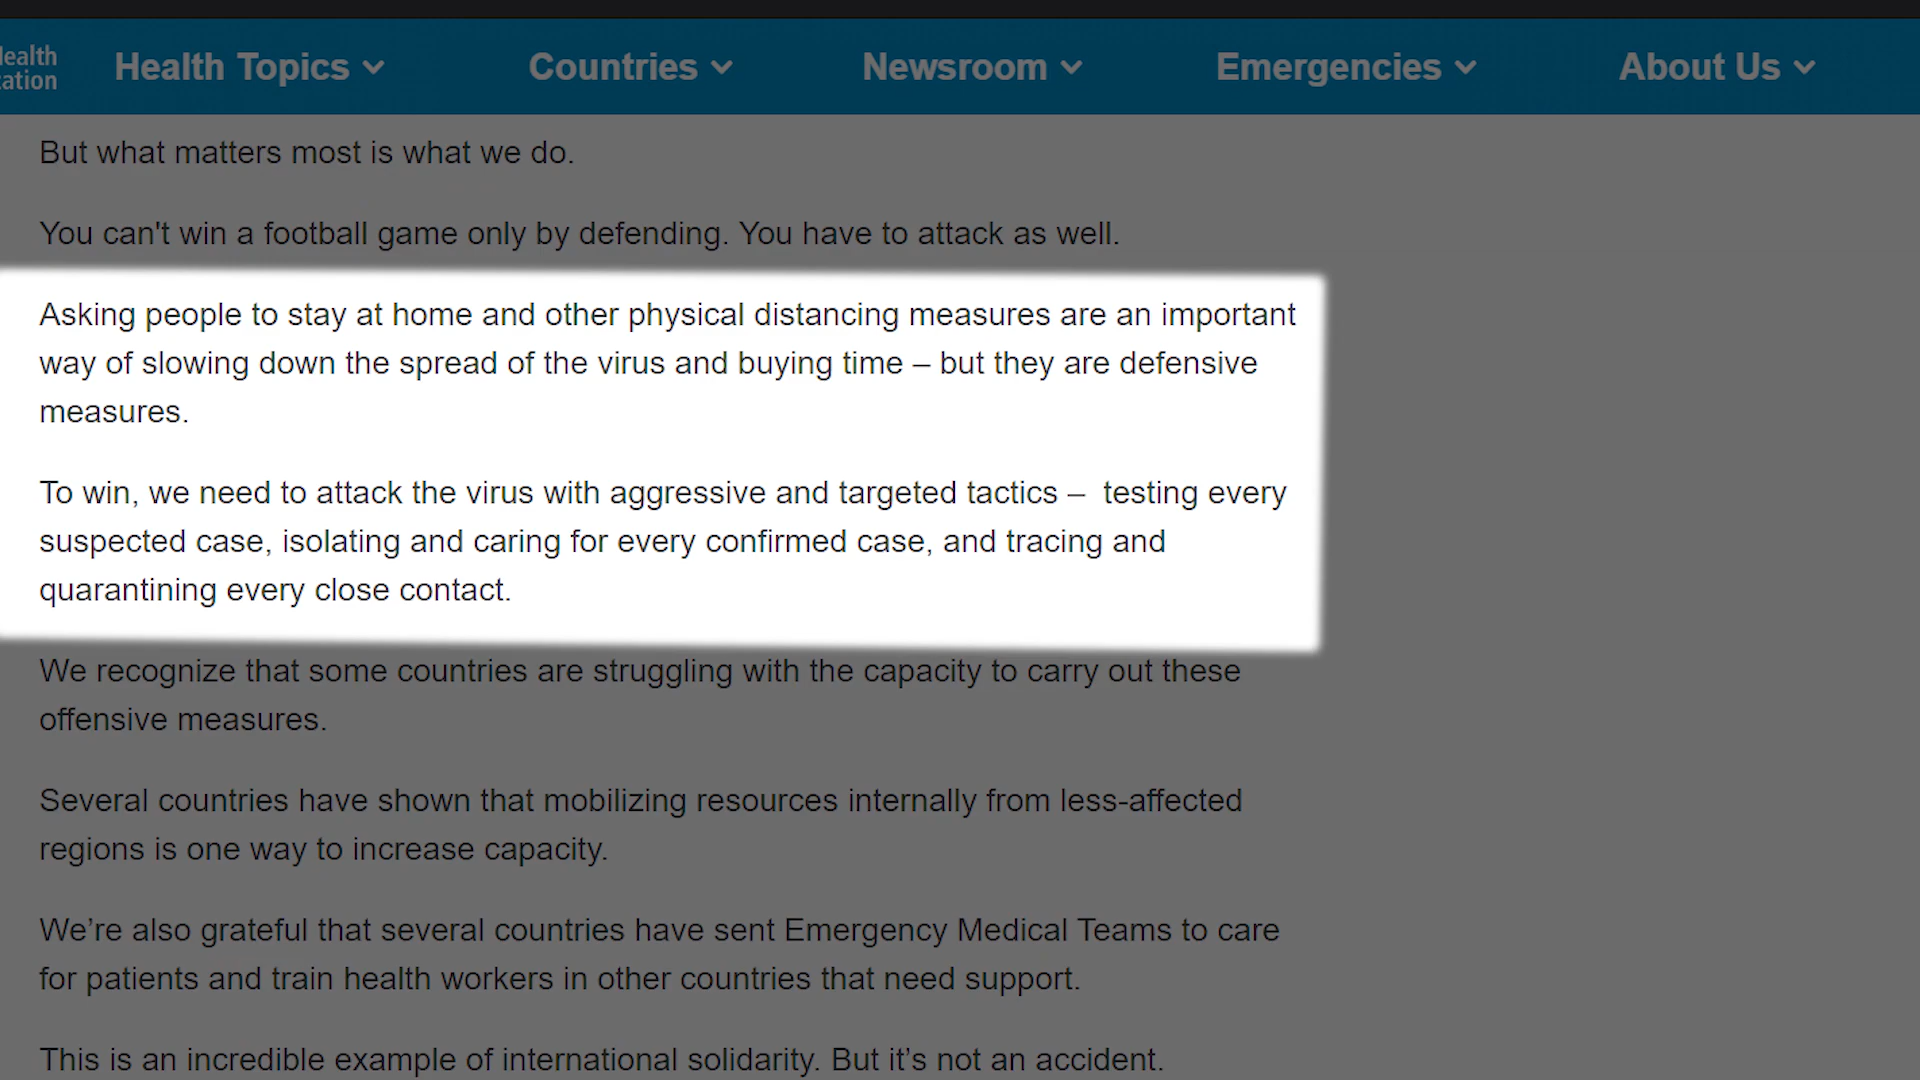 ealth
ation
Health Topics
Countries
Newsroom
Emergencies
About Us
But what matters most is what we do.
You can't win a football game only by defending. You have to attack as well.
Asking people to stay at home and other physical distancing measures are an important
way of slowing down the spread of the virus and buying time – but they are defensive
measures.
To win, we need to attack the virus with aggressive and targeted tactics –  testing every
suspected case, isolating and caring for every confirmed case, and tracing and
quarantining every close contact.
We recognize that some countries are struggling with the capacity to carry out these
offensive measures.
Several countries have shown that mobilizing resources internally from less-affected
regions is one way to increase capacity.
We’re also grateful that several countries have sent Emergency Medical Teams to care
for patients and train health workers in other countries that need support.
This is an incredible example of international solidarity. But it’s not an accident.